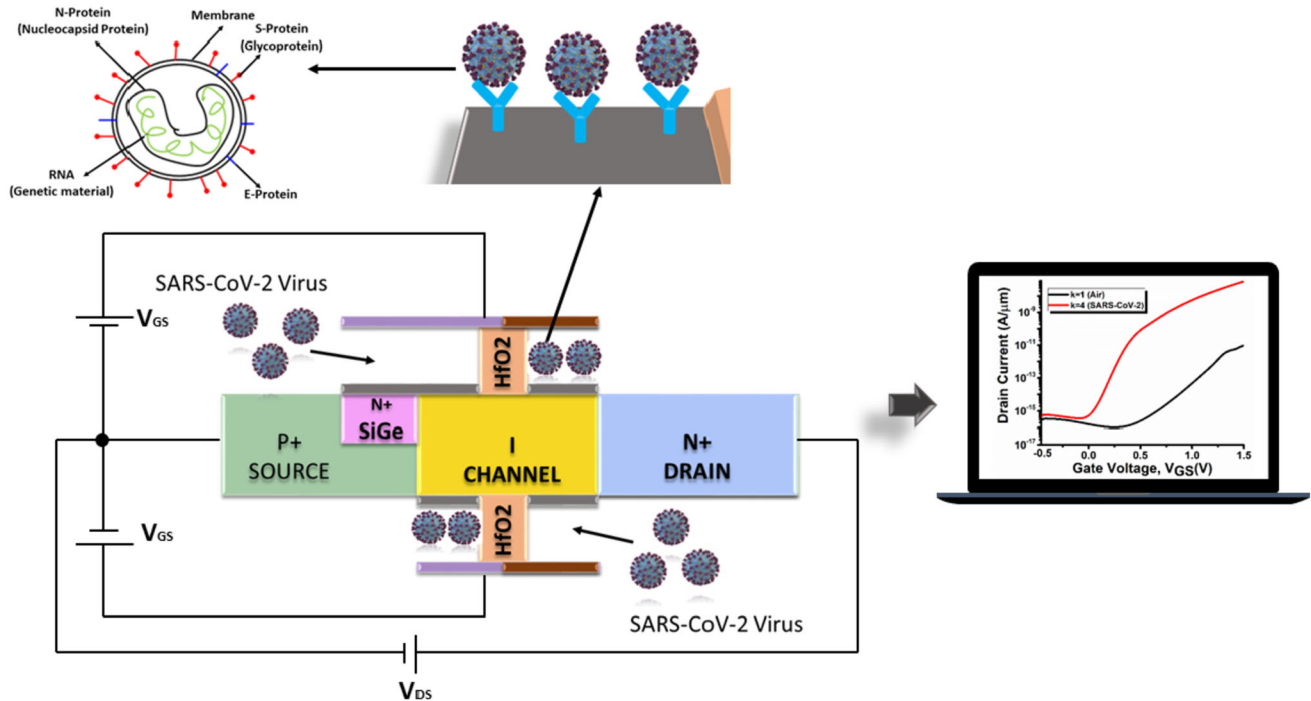 N-Protein
(Nucleocapsid Protein)
Membrane
S-Protein
(Glycoprotein)
RNA
(Genetic material)
E-Protein
SARS-CoV-2 Virus
VGS
HfO2
N+
SiGe
P+
SOURCE
I
CHANNEL
N+
DRAIN
VGS
HfO2
SARS-CoV-2 Virus
VDS
k=1 (Air)
k=4 (SARS-CoV-2)
Drain Current (A/μm)
10-9
10-11
10-13
10-15
10-17
-0.5
0.0
0.5
1.0
1.5
Gate Voltage, VGS(V)